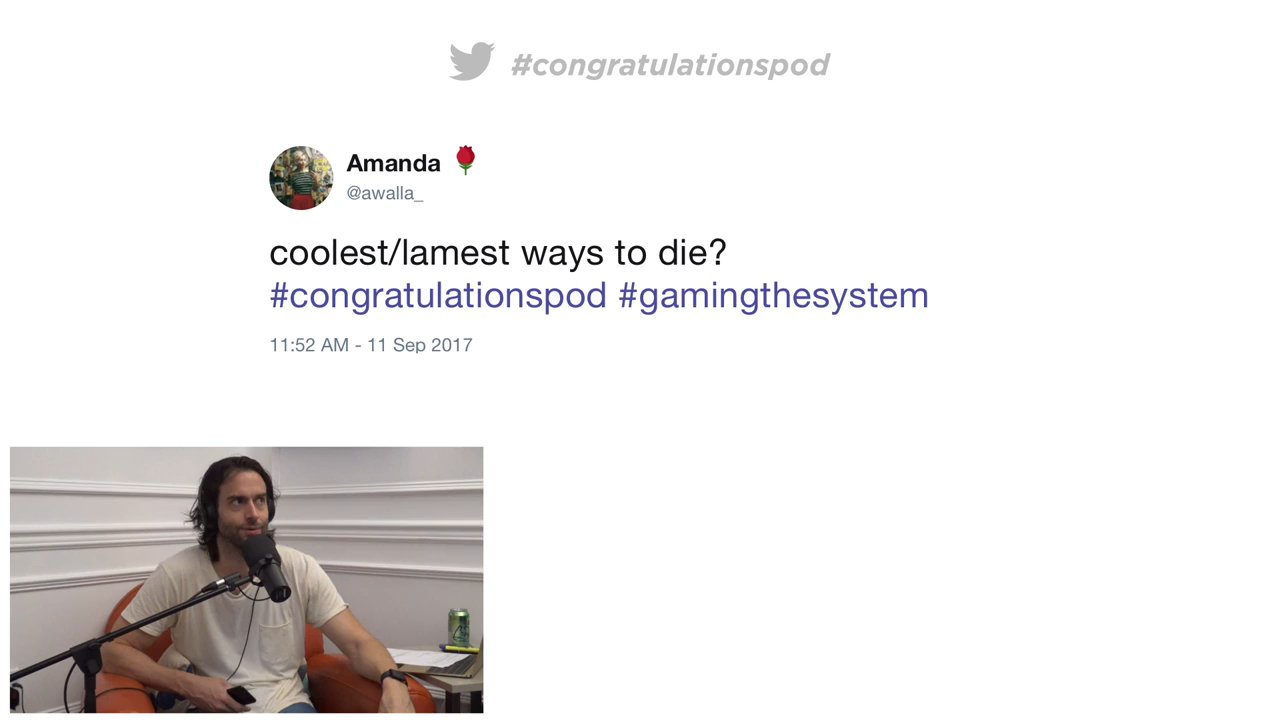 #congratulationspod
Amanda 🌹
@awalla_
coolest/lamest ways to die?
#congratulationspod #gamingthesystem
11:52 AM - 11 Sep 2017